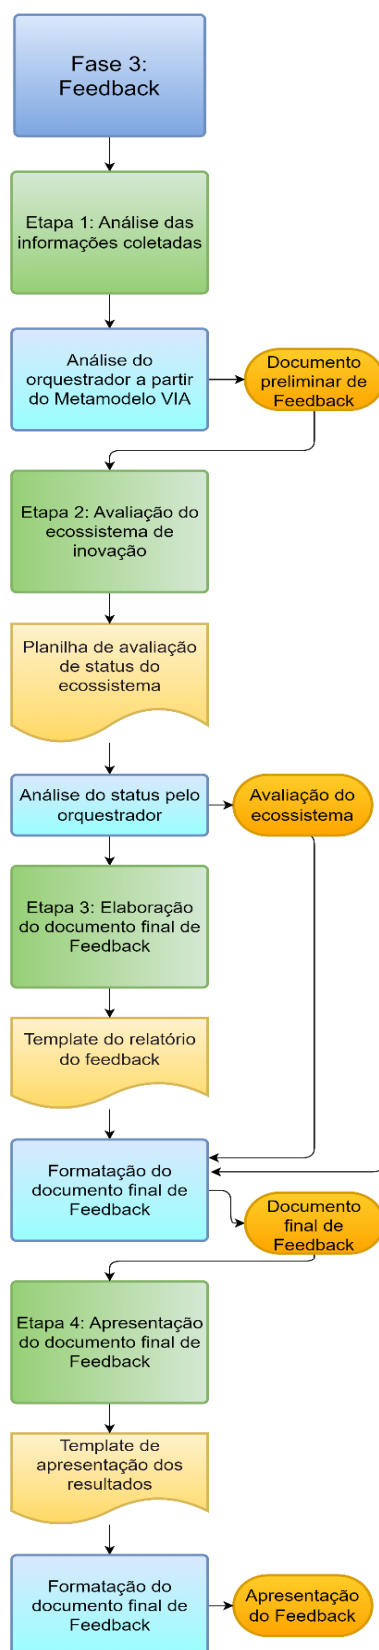 Fase 3:
Feedback
Etapa 1: Análise das
informações coletadas
Análise do
orquestrador a partir
do Metamodelo VIA
Documento
preliminar de
Feedback
Etapa 2: Avaliação do
ecossistema de
inovação
Planilha de avaliação
de status do
ecossistema
Análise do status pelo
orquestrador
Avaliação do
ecossistema
Etapa 3: Elaboração
do documento final de
Feedback
Template do relatório
do feedback
Formatação do
documento final de
Feedback
Documento
final de
Feedback
Etapa 4: Apresentação
do documento final de
Feedback
Template de
apresentação dos
resultados
Formatação do
documento final de
Feedback
Apresentação
do Feedback